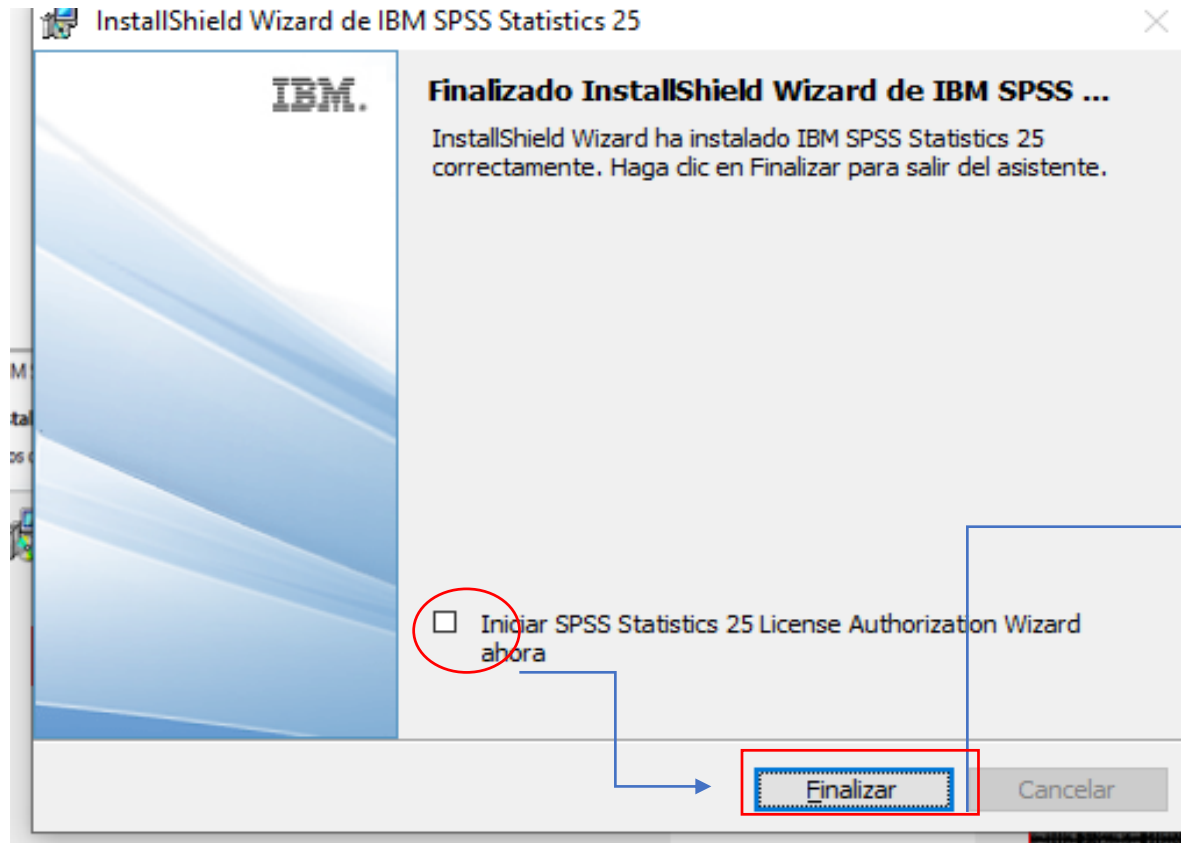 InstallShield Wizard de IBM SPSS Statistics 25
IBM.
Finalizado InstallShield Wizard de IBM SPSS ...
InstallShield Wizard ha instalado IBM SPSS Statistics 25
correctamente. Haga clic en Finalizar para salir del asistente.
Iniciar SPSS Statistics 25 License Authorization Wizard
ahora
Finalizar
Cancelar